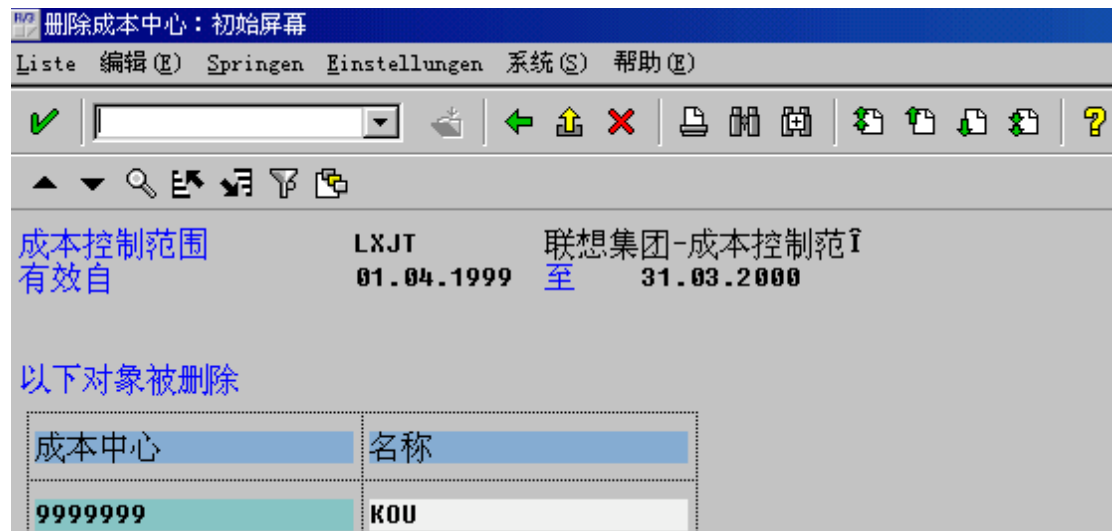 删除成本中心：初始屏幕
Liste 编辑(E) Springen Einstellungen 系统(S) 帮助(E)
成本控制范围 LXJT 联想集团-成本控制范Î
有效自 01.04.1999 至 31.03.2000
以下对象被删除
成本中心 名称
9999999 KOU